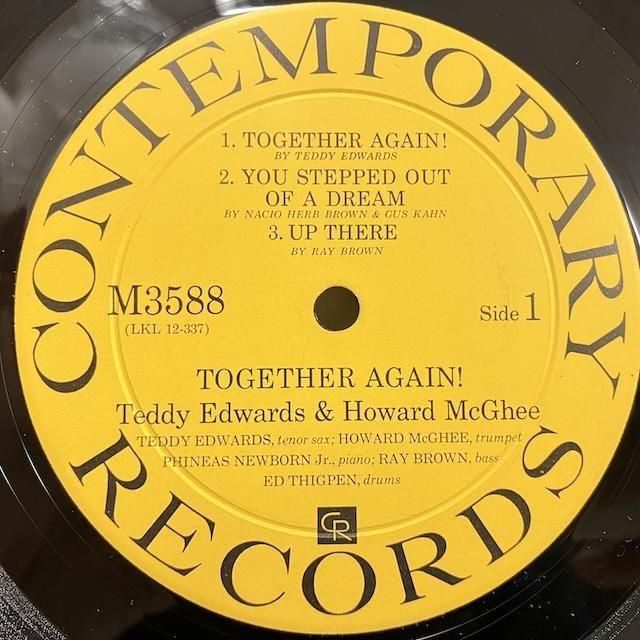 CONTEMPORARY
1. TOGETHER AGAIN!
BY TEDDY EDWARDS
2. YOU STEPPED OUT
OF A DREAM
BY NACIO HERB BROWN & GUS KAHN
3. UP THERE
BY RAY BROWN
M3588
(LKL 12-337)
Side 1
TOGETHER AGAIN!
Teddy Edwards & Howard McGhee
TEDDY EDWARDS, tenor sax; HOWARD McGHEE, trumpet
PHINEAS NEWBORN Jr., piano; RAY BROWN, bass
ED THIGPEN, drums
CR
RECORDS